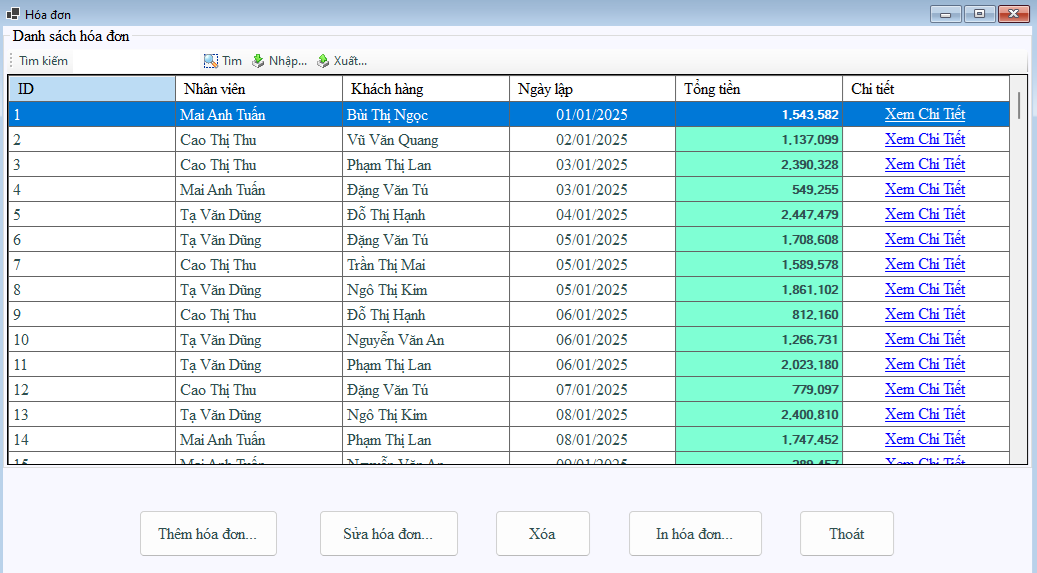 Hóa đơn
Danh sách hóa đơn
Tìm kiếm Tìm Nhập... Xuất...
ID Nhân viên Khách hàng Ngày lập Tổng tiền Chi tiết
1 Mai Anh Tuấn Bùi Thị Ngọc 01/01/2025 1,543,582 Xem Chi Tiết
2 Cao Thị Thu Vũ Văn Quang 02/01/2025 1,137,099 Xem Chi Tiết
3 Cao Thị Thu Phạm Thị Lan 03/01/2025 2,390,328 Xem Chi Tiết
4 Mai Anh Tuấn Đặng Văn Tú 03/01/2025 549,255 Xem Chi Tiết
5 Tạ Văn Dũng Đỗ Thị Hạnh 04/01/2025 2,447,479 Xem Chi Tiết
6 Tạ Văn Dũng Đặng Văn Tú 05/01/2025 1,708,608 Xem Chi Tiết
7 Cao Thị Thu Trần Thị Mai 05/01/2025 1,589,578 Xem Chi Tiết
8 Tạ Văn Dũng Ngô Thị Kim 05/01/2025 1,861,102 Xem Chi Tiết
9 Cao Thị Thu Đỗ Thị Hạnh 06/01/2025 812,160 Xem Chi Tiết
10 Tạ Văn Dũng Nguyễn Văn An 06/01/2025 1,266,731 Xem Chi Tiết
11 Tạ Văn Dũng Phạm Thị Lan 06/01/2025 2,023,180 Xem Chi Tiết
12 Cao Thị Thu Đặng Văn Tú 07/01/2025 779,097 Xem Chi Tiết
13 Tạ Văn Dũng Ngô Thị Kim 08/01/2025 2,400,810 Xem Chi Tiết
14 Mai Anh Tuấn Phạm Thị Lan 08/01/2025 1,747,452 Xem Chi Tiết
15 Mai Anh Tuấn Nguyễn Văn An 09/01/2025 Xem Chi Tiết
Thêm hóa đơn... Sửa hóa đơn... Xóa In hóa đơn... Thoát